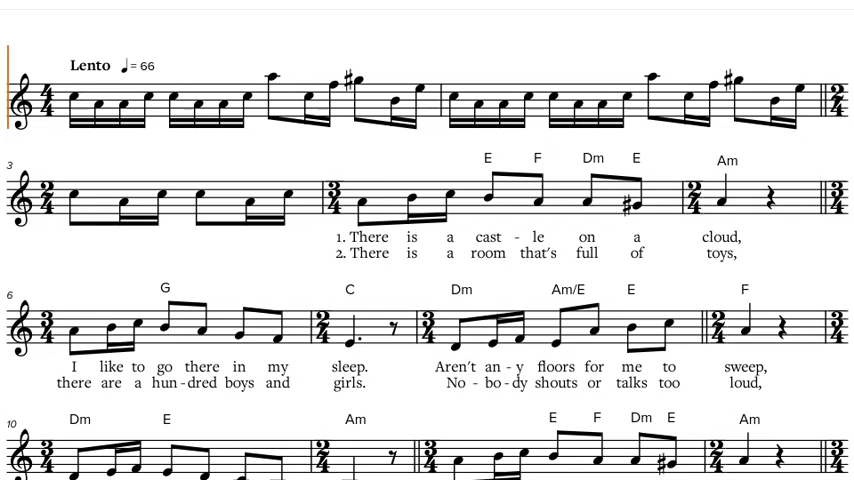 Lento ♩= 66
3
E F Dm E Am
1. There is a cast - le on a cloud,
2. There is a room that's full of toys,
6
G C Dm Am/E E F
I like to go there in my sleep. Aren't an - y floors for me to sweep,
there are a hun - dred boys and girls. No - bo - dy shouts or talks too loud,
10
Dm E Am E F Dm E Am